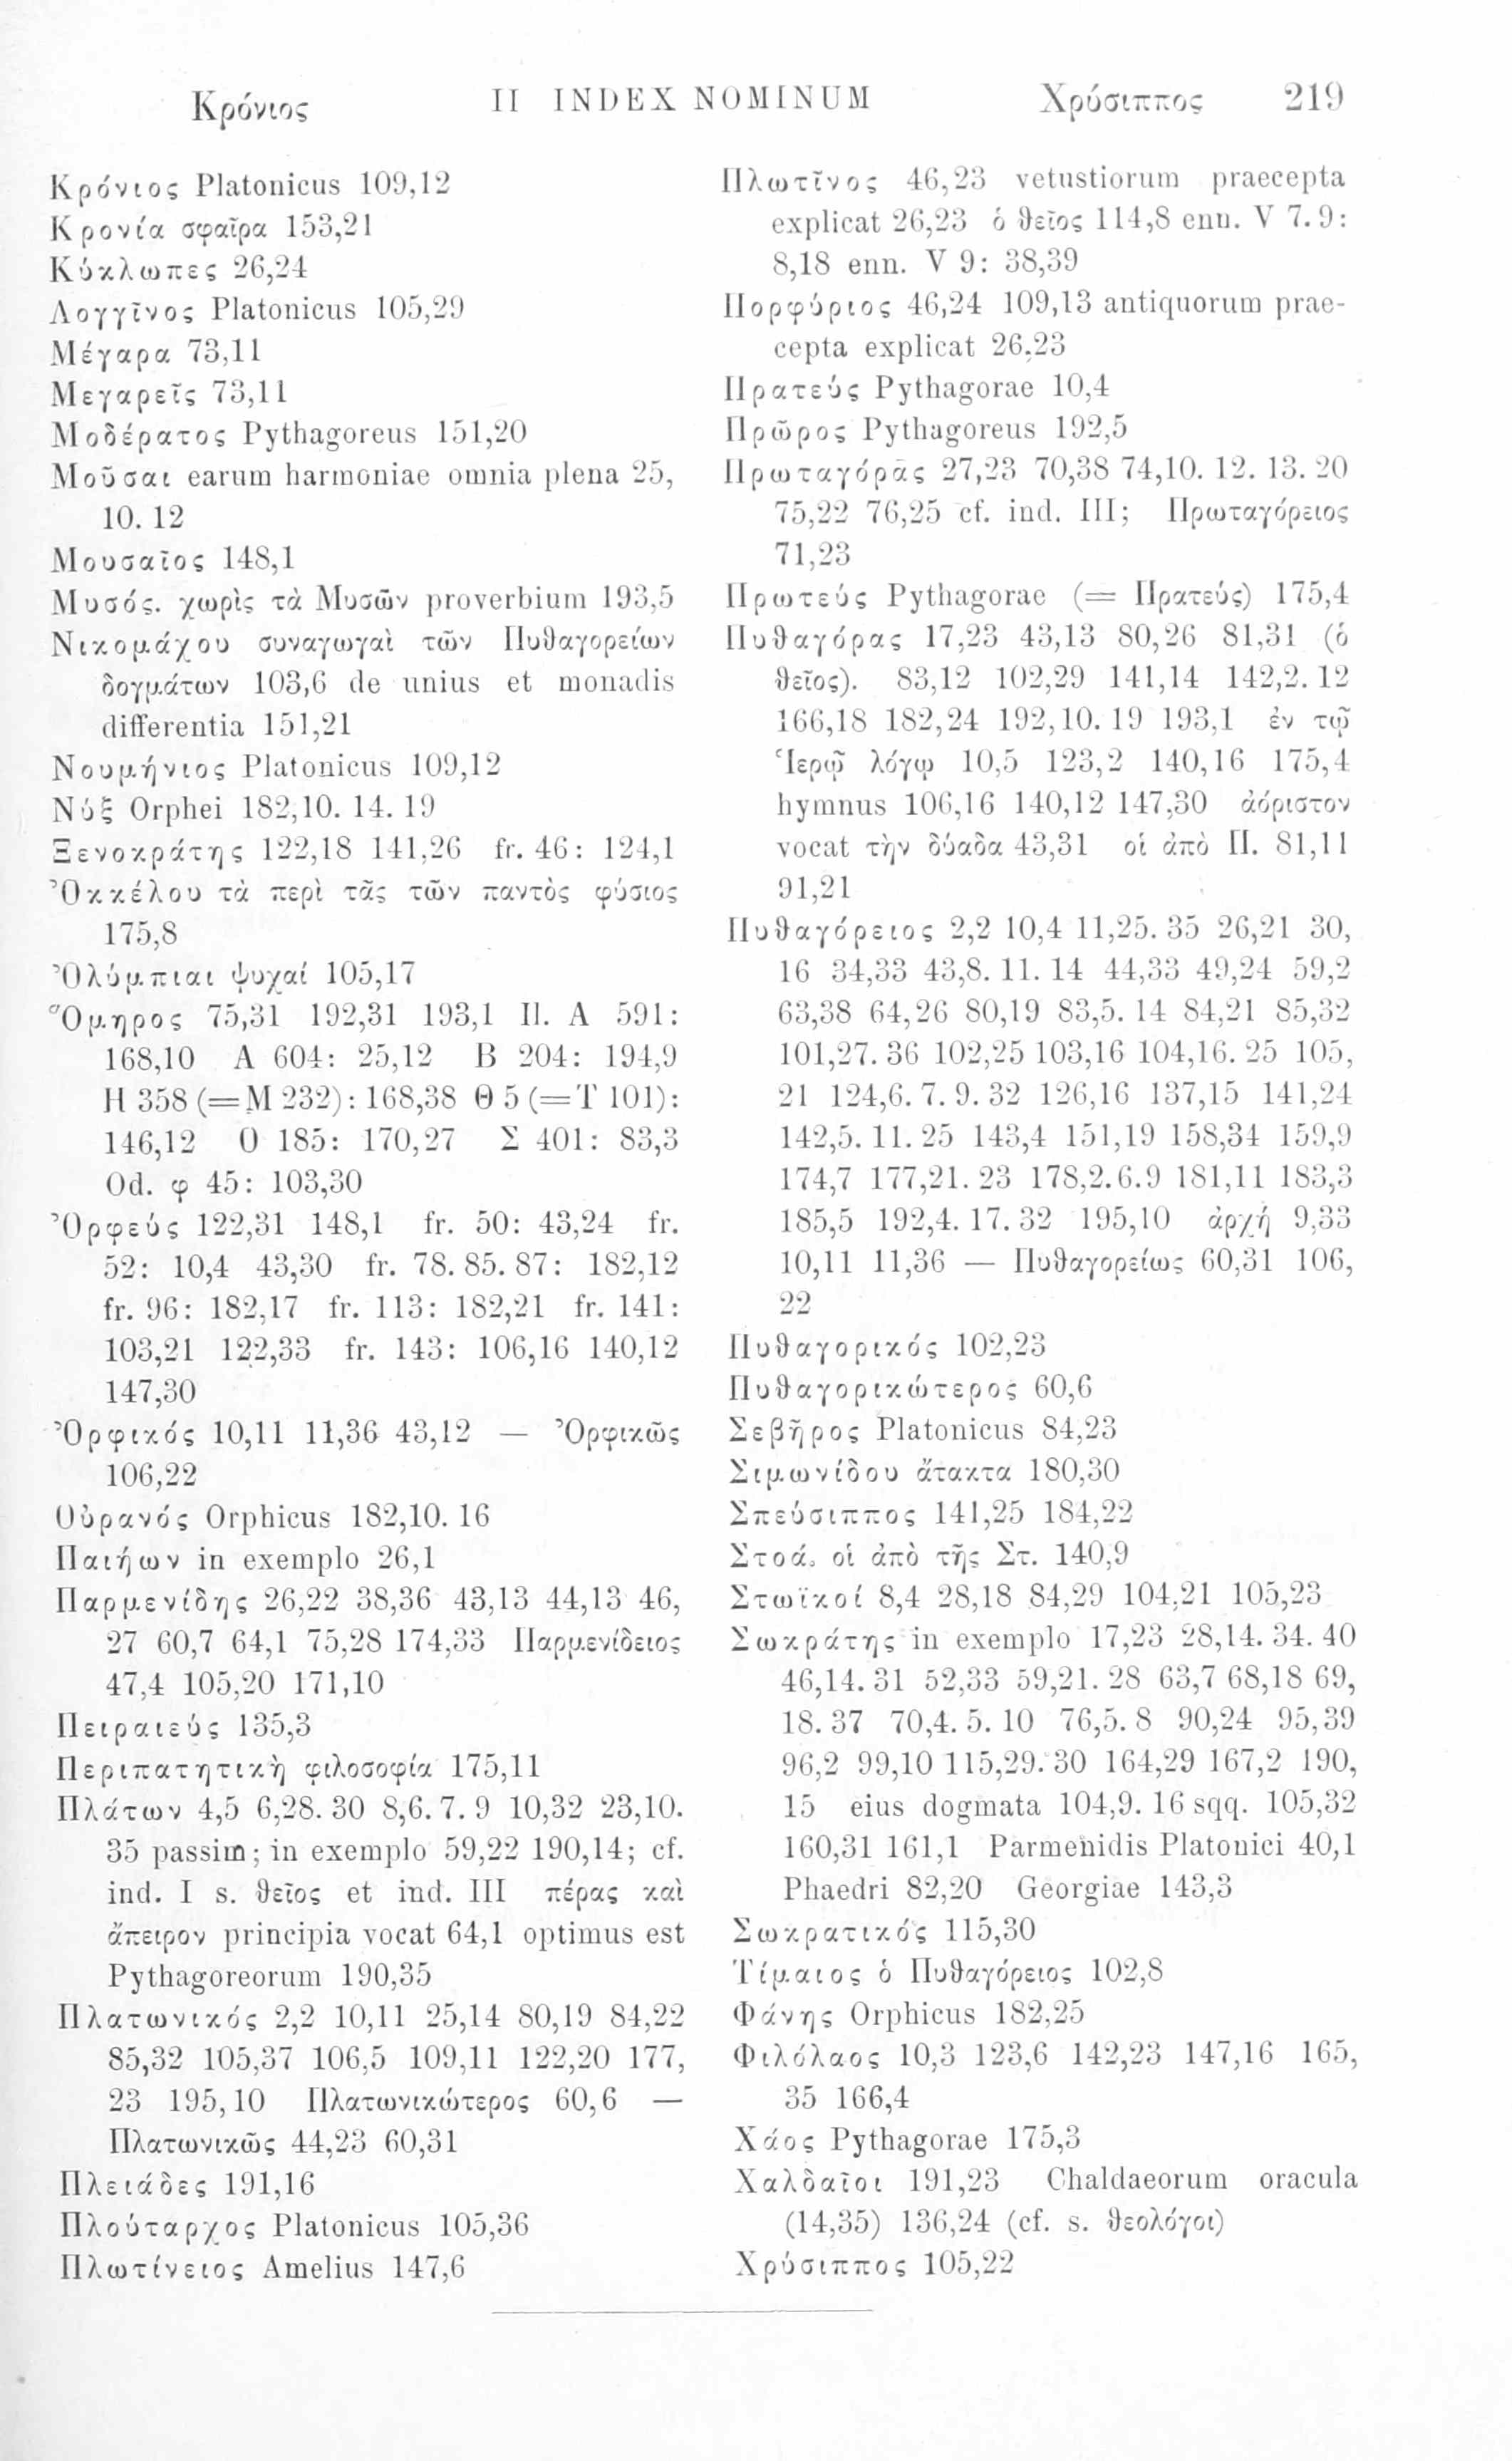 Κρόνιος II INDEX NOMINUM Χρύσιππος 219
Κρόνιος Platonicus 109,12
Κρονία σφαῖρα 153,21
Κύκλωπες 26,24
Λογγῖνος Platonicus 105,29
Μέγαρα 73,11
Μεγαρεῖς 73,11
Μοδέρατος Pythagoreus 151,20
Μοῦσαι earum harmoniae omnia plena 25,
10. 12
Μουσαῖος 148,1
Μυσός. χωρὶς τὰ Μυσῶν proverbium 193,5
Νικομάχου συναγωγαὶ τῶν Πυθαγορείων
δογμάτων 103,6 de unius et monadis
differentia 151,21
Νουμήνιος Platonicus 109,12
Νύξ Orphei 182,10. 14. 19
Ξενοκράτης 122,18 141,26 fr. 46: 124,1
Ὀκκέλου τὰ περὶ τᾶς τῶν παντὸς φύσιος
175,8
Ὀλύμπιαι ψυχαί 105,17
Ὅμηρος 75,31 192,31 193,1 Il. A 591:
168,10 A 604: 25,12 B 204: 194,9
H 358 (=M 232): 168,38 Θ 5 (=T 101):
146,12 O 185: 170,27 Σ 401: 83,3
Od. φ 45: 103,30
Ὀρφεύς 122,31 148,1 fr. 50: 43,24 fr.
52: 10,4 43,30 fr. 78. 85. 87: 182,12
fr. 96: 182,17 fr. 113: 182,21 fr. 141:
103,21 122,33 fr. 143: 106,16 140,12
147,30
Ὀρφικός 10,11 11,36 43,12 — Ὀρφικῶς
106,22
Οὐρανός Orphicus 182,10. 16
Παιήων in exemplo 26,1
Παρμενίδης 26,22 38,36 43,13 44,13 46,
27 60,7 64,1 75,28 174,33 Παρμενίδειος
47,4 105,20 171,10
Πειραιεύς 135,3
Περιπατητικὴ φιλοσοφία 175,11
Πλάτων 4,5 6,28. 30 8,6. 7. 9 10,32 23,10.
35 passim; in exemplo 59,22 190,14; cf.
ind. I s. θεῖος et ind. III πέρας καὶ
ἄπειρον principia vocat 64,1 optimus est
Pythagoreorum 190,35
Πλατωνικός 2,2 10,11 25,14 80,19 84,22
85,32 105,37 106,5 109,11 122,20 177,
23 195,10 Πλατωνικώτερος 60,6 —
Πλατωνικῶς 44,23 60,31
Πλειάδες 191,16
Πλούταρχος Platonicus 105,36
Πλωτίνειος Amelius 147,6
Πλωτῖνος 46,23 vetustiorum praecepta
explicat 26,23 ὁ θεῖος 114,8 enn. V 7. 9:
8,18 enn. V 9: 38,39
Πορφύριος 46,24 109,13 antiquorum prae-
cepta explicat 26,23
Πρατεύς Pythagorae 10,4
Πρῶρος Pythagoreus 192,5
Πρωταγόρᾱς 27,23 70,38 74,10. 12. 13. 20
75,22 76,25 cf. ind. III; Πρωταγόρειος
71,23
Πρωτεύς Pythagorae (= Πρατεύς) 175,4
Πυθαγόρας 17,23 43,13 80,26 81,31 (ὁ
θεῖος). 83,12 102,29 141,14 142,2. 12
166,18 182,24 192,10. 19 193,1 ἐν τῷ
Ἱερῷ λόγῳ 10,5 123,2 140,16 175,4
hymnus 106,16 140,12 147,30 ἀόριστον
vocat τὴν δύαδα 43,31 οἱ ἀπὸ Π. 81,11
91,21
Πυθαγόρειος 2,2 10,4 11,25. 35 26,21 30,
16 34,33 43,8. 11. 14 44,33 49,24 59,2
63,38 64,26 80,19 83,5. 14 84,21 85,32
101,27. 36 102,25 103,16 104,16. 25 105,
21 124,6. 7. 9. 32 126,16 137,15 141,24
142,5. 11. 25 143,4 151,19 158,34 159,9
174,7 177,21. 23 178,2. 6. 9 181,11 183,3
185,5 192,4. 17. 32 195,10 ἀρχή 9,33
10,11 11,36 — Πυθαγορείως 60,31 106,
22
Πυθαγορικός 102,23
Πυθαγορικώτερος 60,6
Σεβῆρος Platonicus 84,23
Σιμωνίδου ἄτακτα 180,30
Σπεύσιππος 141,25 184,22
Στοά. οἱ ἀπὸ τῆς Στ. 140,9
Στωϊκοί 8,4 28,18 84,29 104,21 105,23
Σωκράτης in exemplo 17,23 28,14. 34. 40
46,14. 31 52,33 59,21. 28 63,7 68,18 69,
18. 37 70,4. 5. 10 76,5. 8 90,24 95,39
96,2 99,10 115,29. 30 164,29 167,2 190,
15 eius dogmata 104,9. 16 sqq. 105,32
160,31 161,1 Parmenidis Platonici 40,1
Phaedri 82,20 Georgiae 143,3
Σωκρατικός 115,30
Τίμαιος ὁ Πυθαγόρειος 102,8
Φάνης Orphicus 182,25
Φιλόλαος 10,3 123,6 142,23 147,16 165,
35 166,4
Χάος Pythagorae 175,3
Χαλδαῖοι 191,23 Chaldaeorum oracula
(14,35) 136,24 (cf. s. θεολόγοι)
Χρύσιππος 105,22